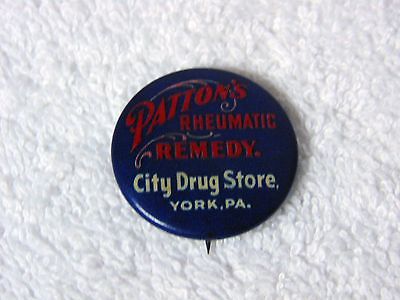 PATTON'S
RHEUMATIC
REMEDY.
City Drug Store,
YORK, PA.